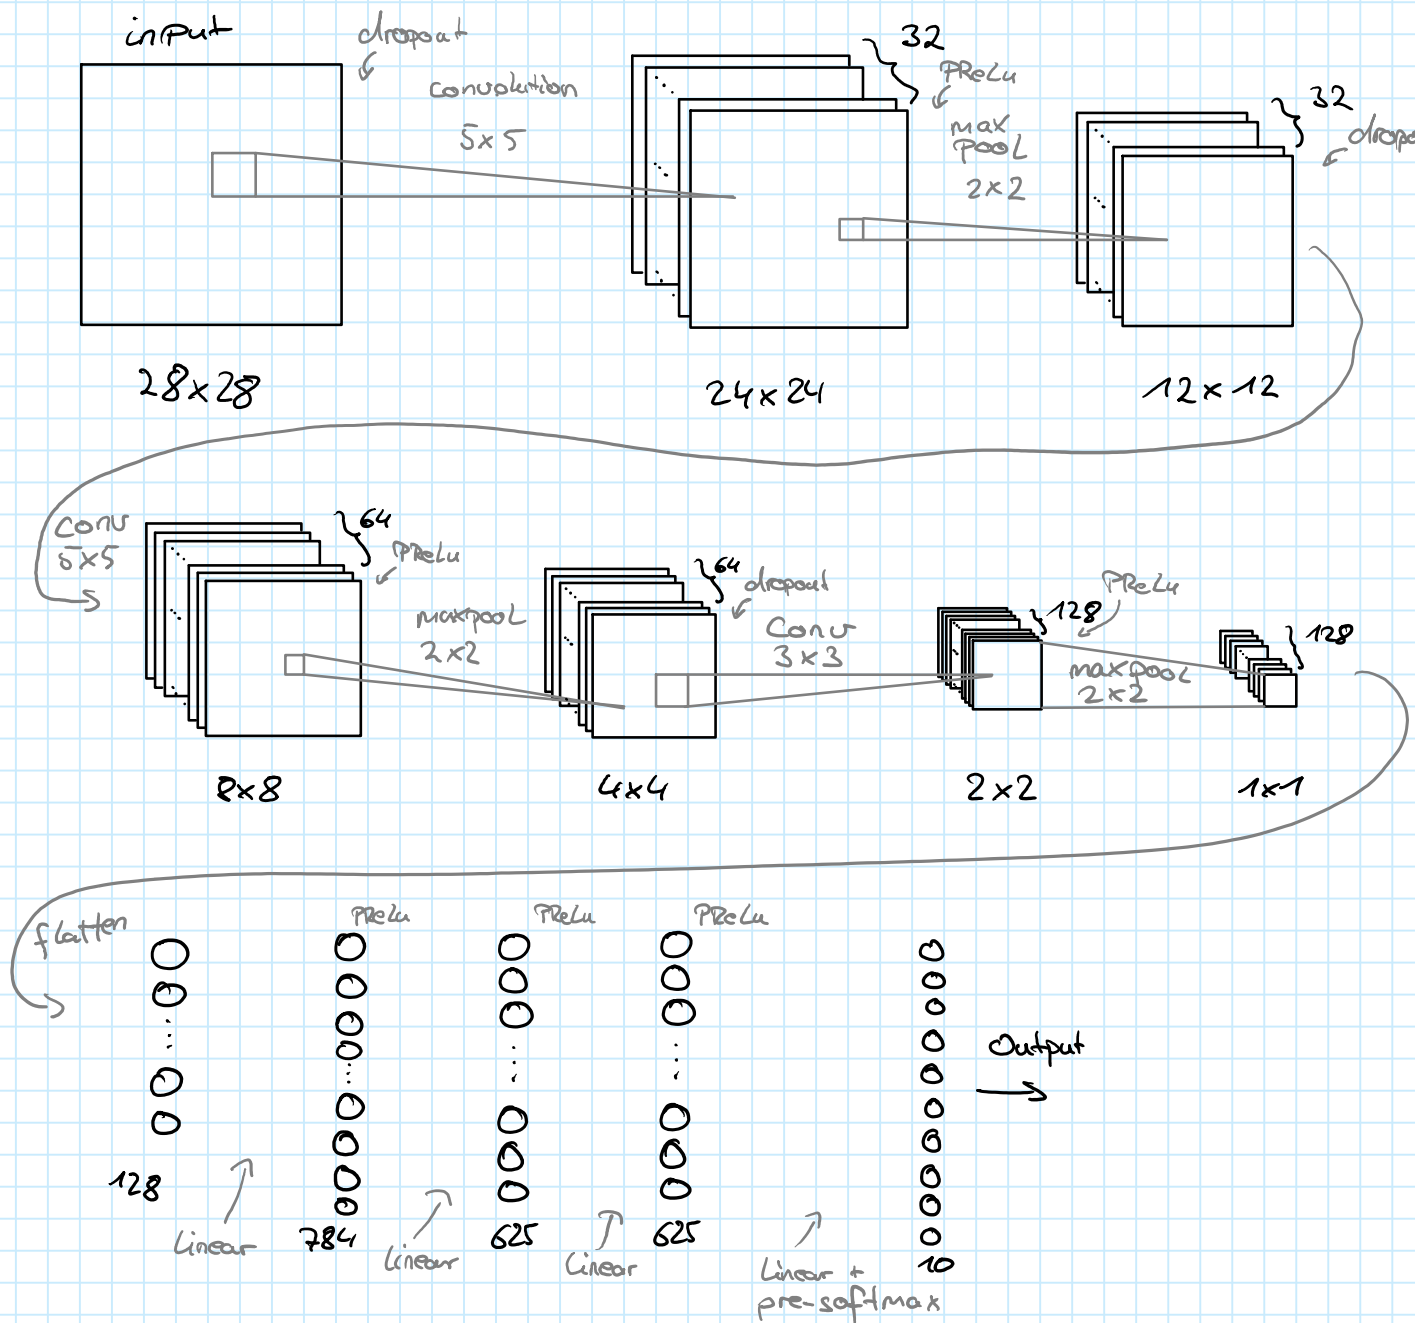 input
dropout
convolution
5x5
32
PReLu
max
pool
2x2
32
dropo
28x28
24x24
12x12
conv
5x5
64
PReLu
maxpool
2x2
64
dropout
Conv
3x3
128
PReLu
maxpool
2x2
128
8x8
4x4
2x2
1x1
flatten
PReLu
PReLu
PReLu
Output
128
784
625
625
10
Linear
Linear
Linear
Linear +
pre-softmax